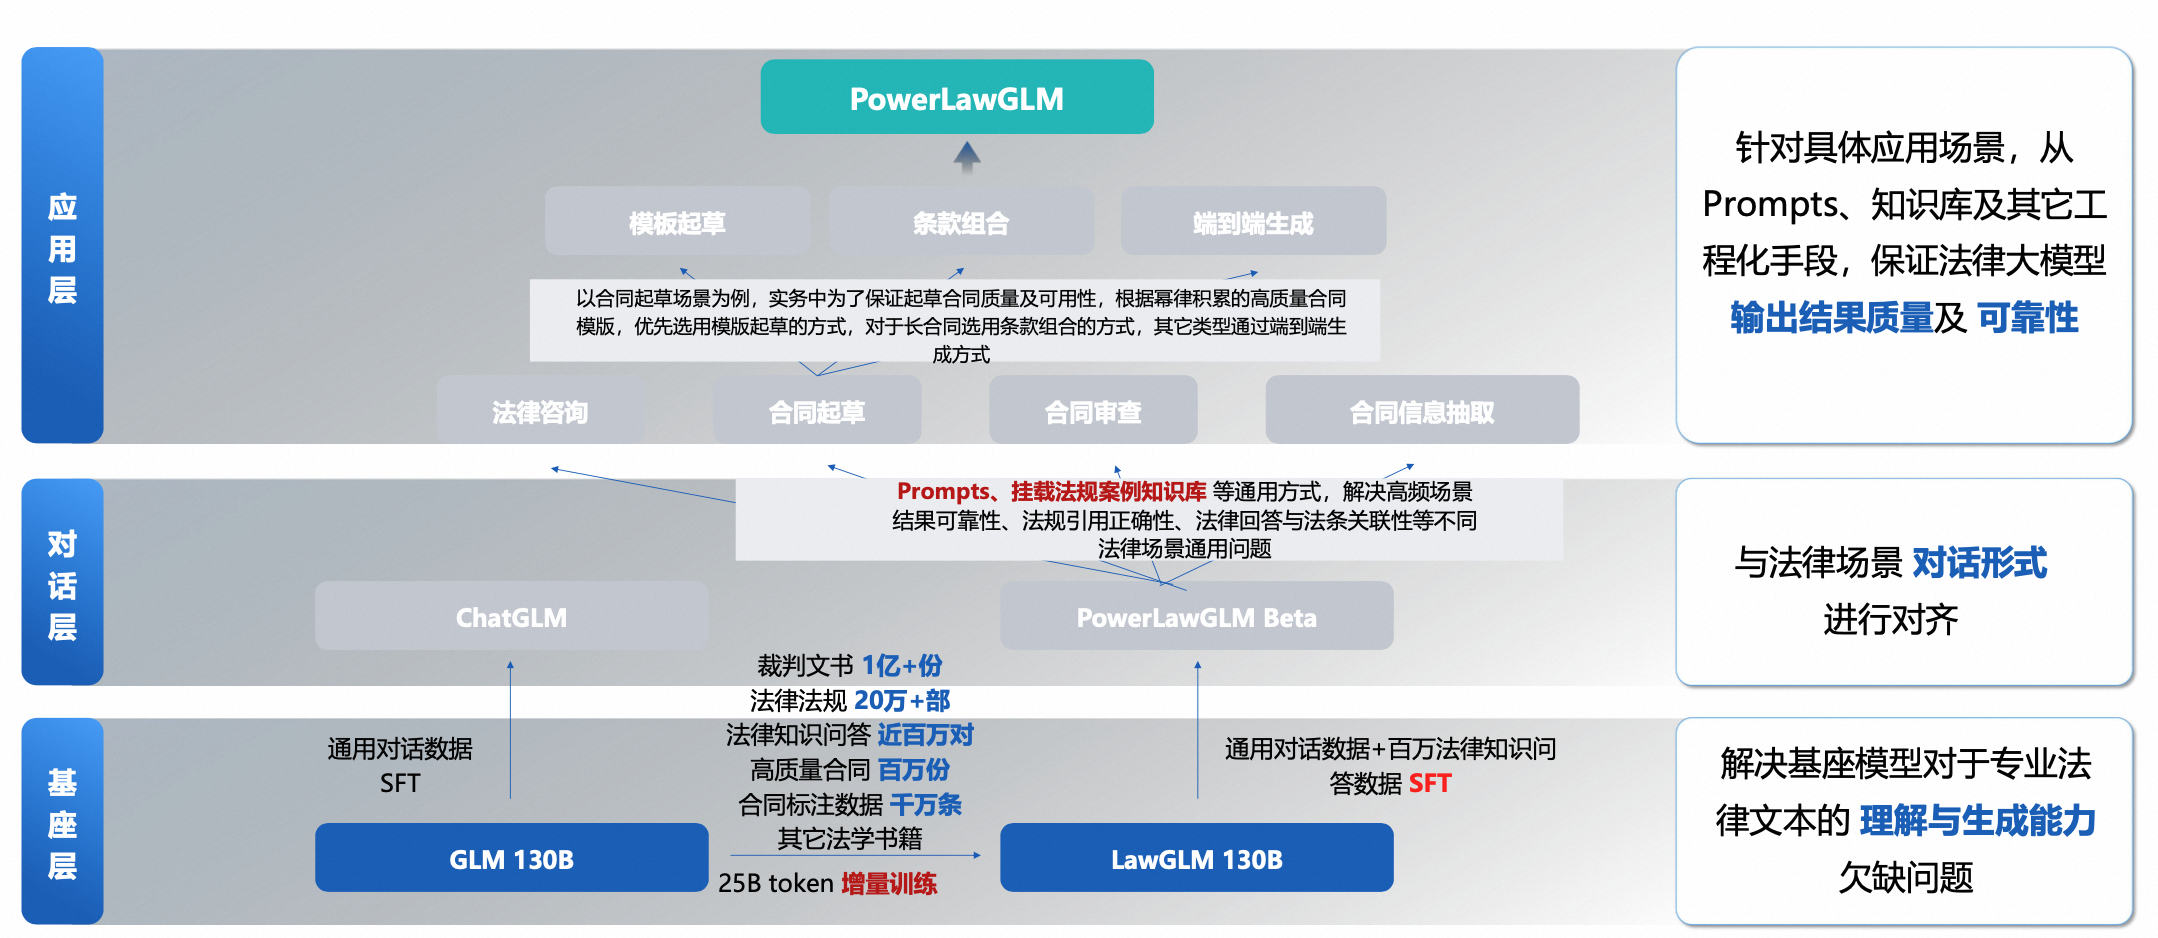 应
用
层
PowerLawGLM
模板起草
条款组合
端到端生成
以合同起草场景为例，实务中为了保证起草合同质量及可用性，根据幂律积累的高质量合同
模版，优先选用模版起草的方式，对于长合同选用条款组合的方式，其它类型通过端到端生
成方式
法律咨询
合同起草
合同审查
合同信息抽取
针对具体应用场景，从
Prompts、知识库及其它工
程化手段，保证法律大模型
输出结果质量及 可靠性
对
话
层
Prompts、挂载法规案例知识库 等通用方式，解决高频场景
结果可靠性、法规引用正确性、法律回答与法条关联性等不同
法律场景通用问题
ChatGLM
PowerLawGLM Beta
与法律场景 对话形式
进行对齐
基
座
层
通用对话数据
SFT
裁判文书 1亿+份
法律法规 20万+部
法律知识问答 近百万对
高质量合同 百万份
合同标注数据 千万条
其它法学书籍
25B token 增量训练
通用对话数据+百万法律知识问
答数据 SFT
GLM 130B
LawGLM 130B
解决基座模型对于专业法
律文本的 理解与生成能力
欠缺问题